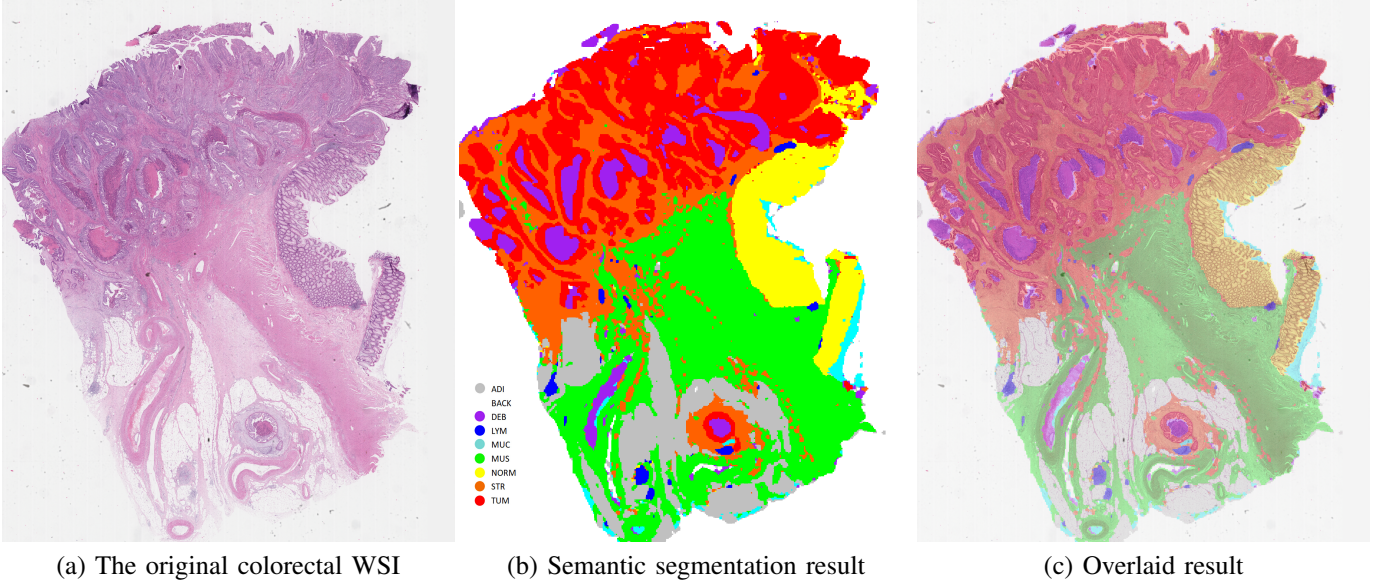 ADI
BACK
DEB
LYM
MUC
MUS
NORM
STR
TUM
(a) The original colorectal WSI
(b) Semantic segmentation result
(c) Overlaid result